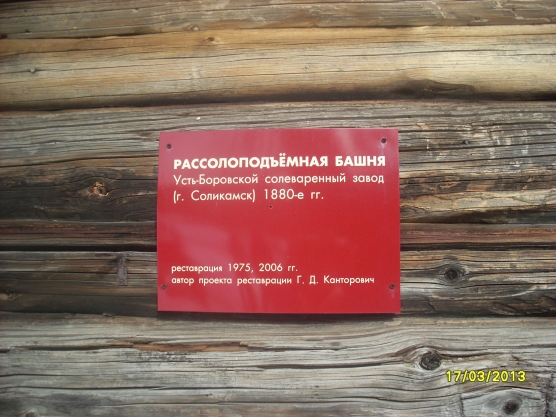 РАССОЛОПОДЪЁМНАЯ БАШНЯ
Усть-Боровской солеваренный завод
(г. Соликамск) 1880-е гг.
реставрация 1975, 2006 гг.
автор проекта реставрации Г. Д. Канторович
17/03/2013